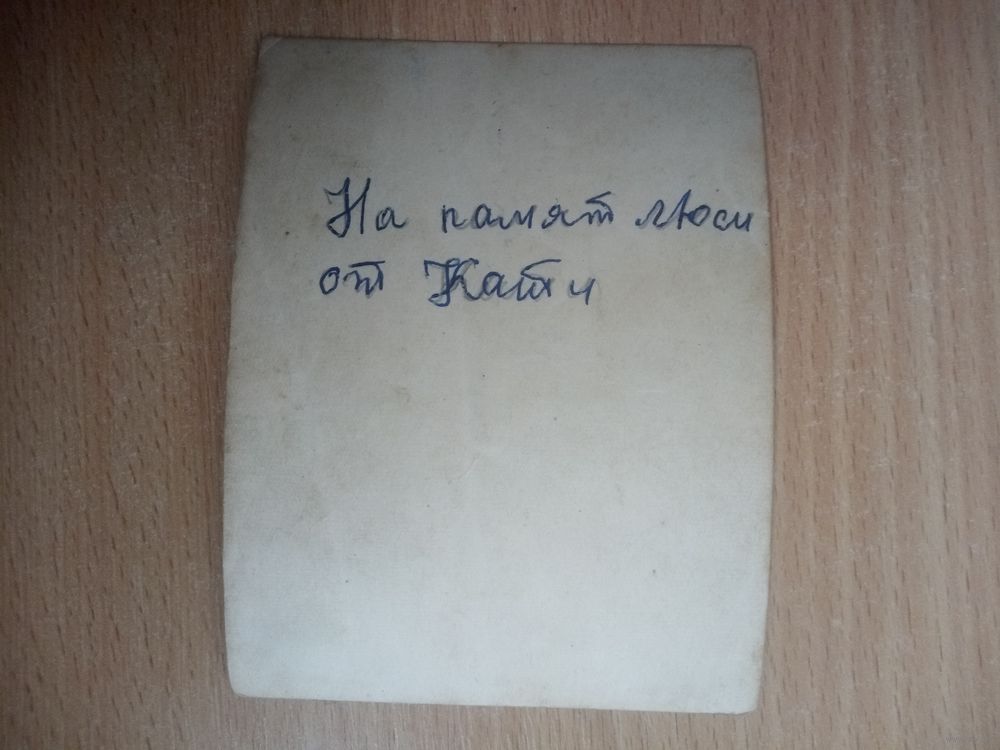 На памят Люси
от Кати